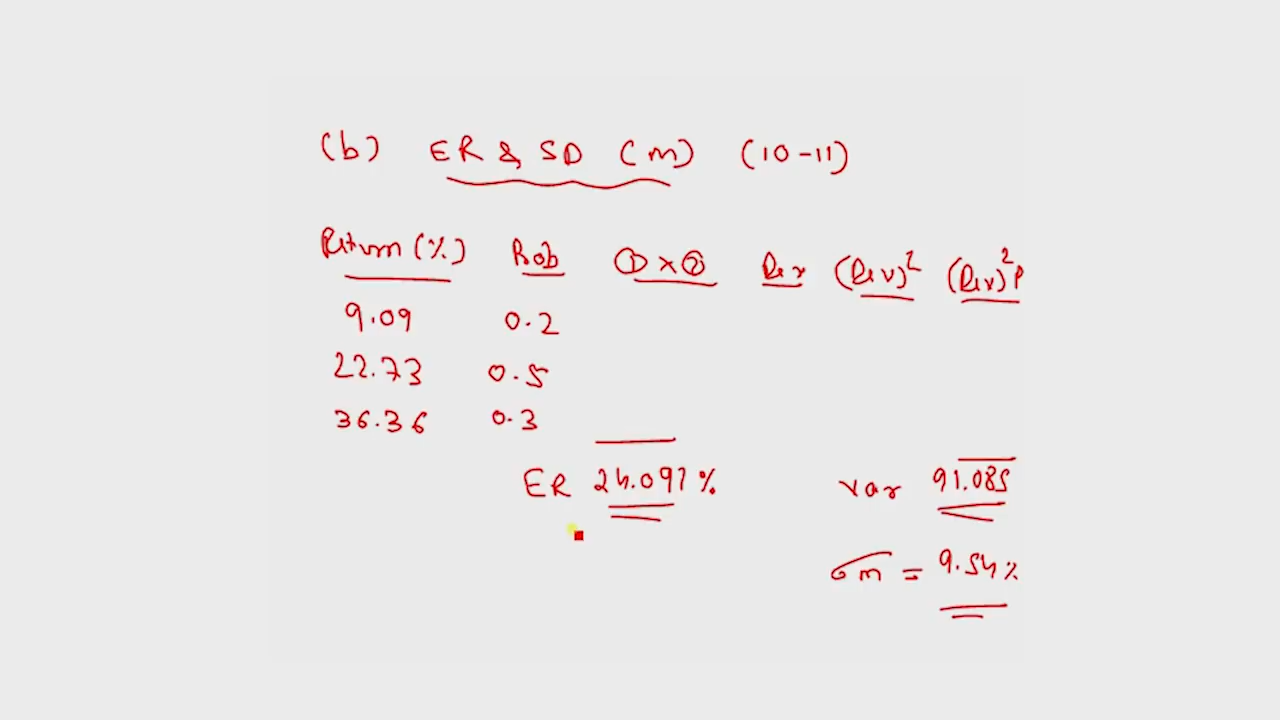 (b) ER & SD (m) (10-11)
Return (%) Prob ① × ② Dev (Dev)² (Dev)² P
9.09 0.2
22.73 0.5
36.36 0.3
ER 24.097 %
var 91.085
σm = 9.54 %